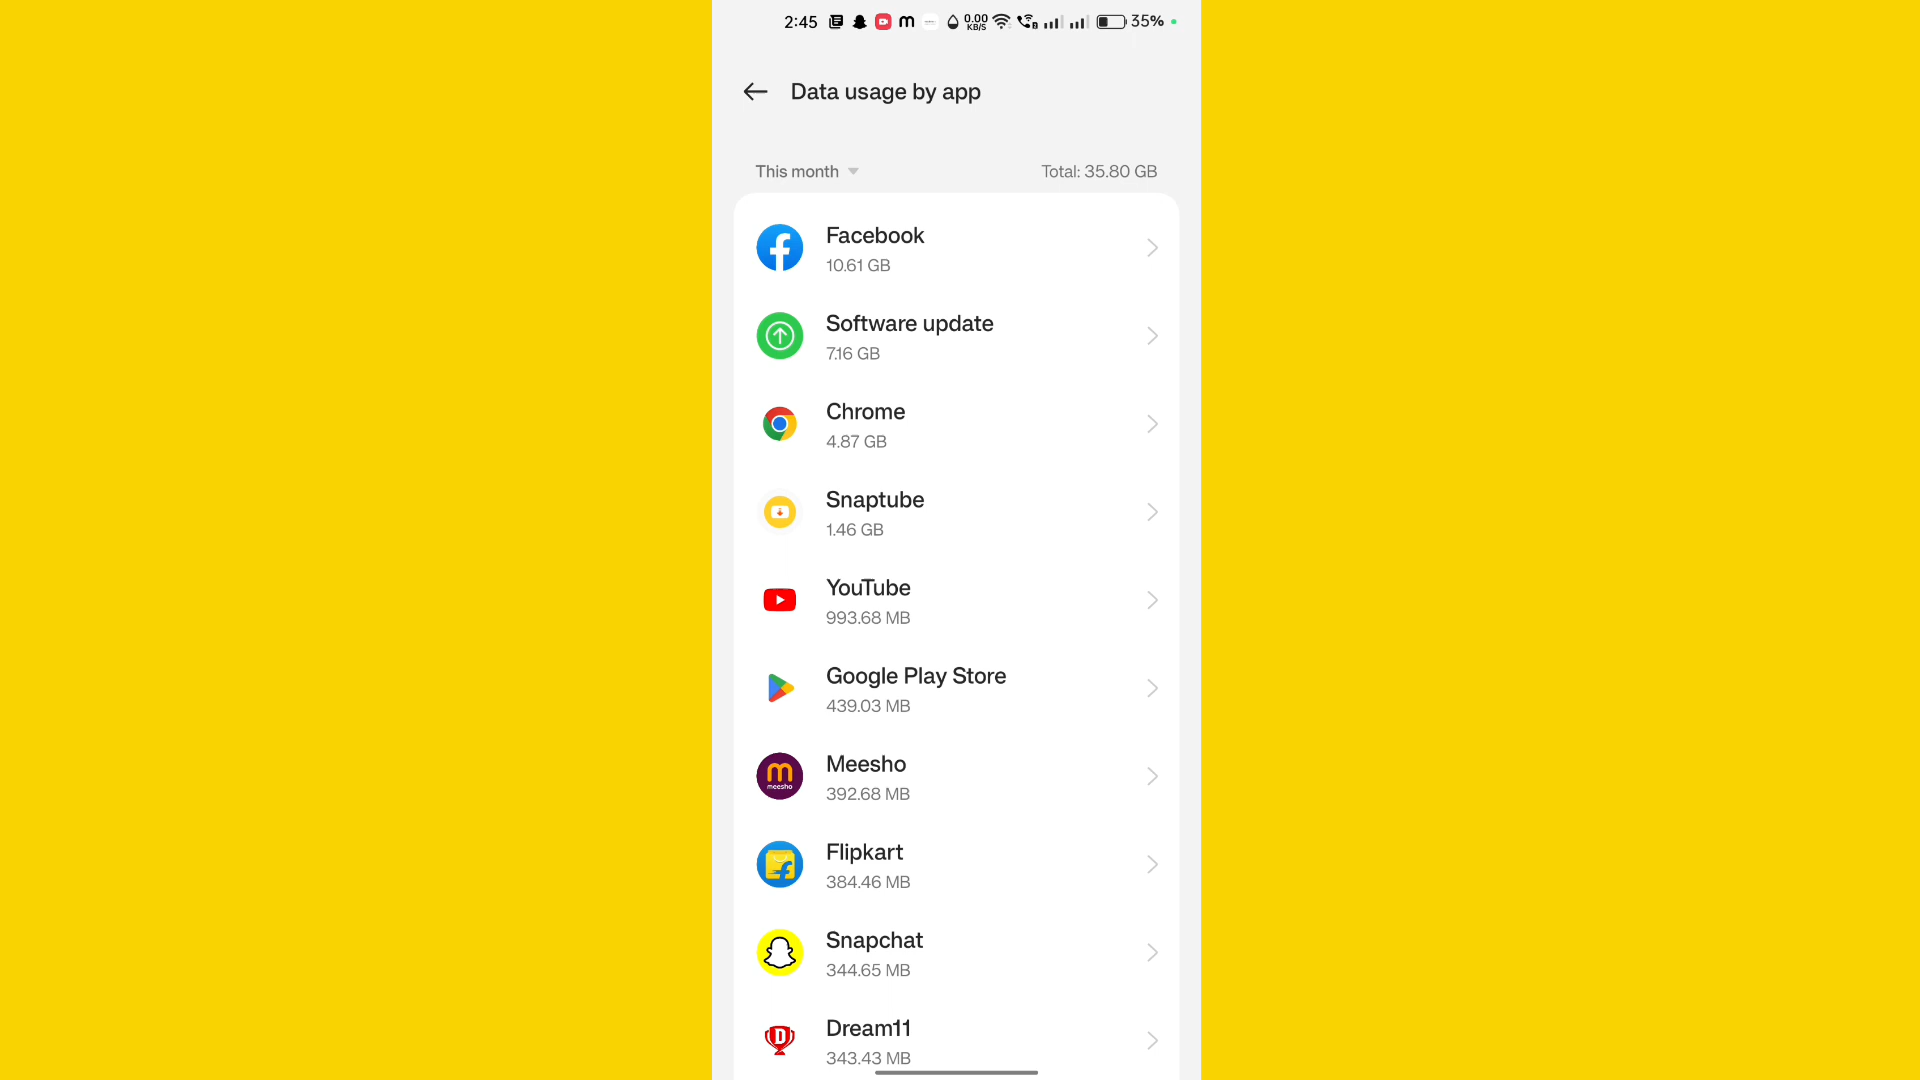 2:45 0.00 KB/S 35%
Data usage by app
This month Total: 35.80 GB
Facebook
10.61 GB
Software update
7.16 GB
Chrome
4.87 GB
Snaptube
1.46 GB
YouTube
993.68 MB
Google Play Store
439.03 MB
Meesho
392.68 MB
meesho
Flipkart
384.46 MB
Snapchat
344.65 MB
Dream11
343.43 MB